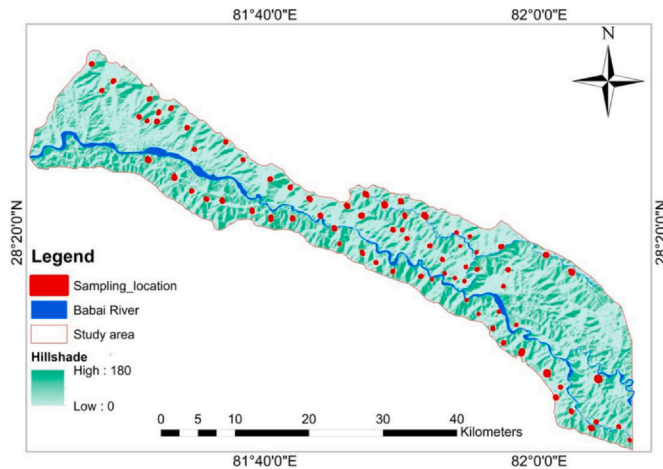 81°40'0"E 82°0'0"E
N
28°20'0"N 28°20'0"N
Legend
Sampling_location
Babai River
Study area
Hillshade
High : 180
Low : 0
0 5 10 20 30 40
Kilometers
81°40'0"E 82°0'0"E